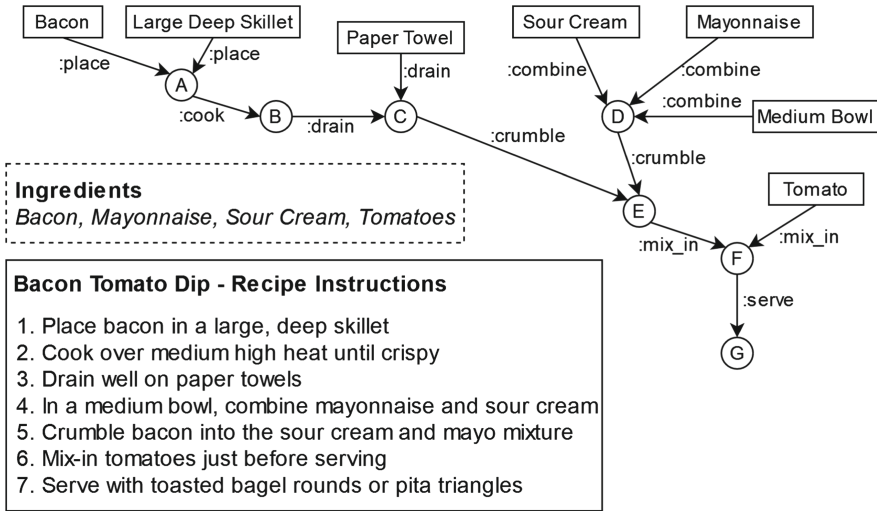 Bacon
Large Deep Skillet
Paper Towel
Sour Cream
Mayonnaise
:place
:place
:drain
:combine
:combine
:combine
Medium Bowl
A
:cook
B
:drain
C
D
:crumble
:crumble
E
Tomato
:mix_in
:mix_in
F
:serve
G
Ingredients
Bacon, Mayonnaise, Sour Cream, Tomatoes
Bacon Tomato Dip - Recipe Instructions
1. Place bacon in a large, deep skillet
2. Cook over medium high heat until crispy
3. Drain well on paper towels
4. In a medium bowl, combine mayonnaise and sour cream
5. Crumble bacon into the sour cream and mayo mixture
6. Mix-in tomatoes just before serving
7. Serve with toasted bagel rounds or pita triangles